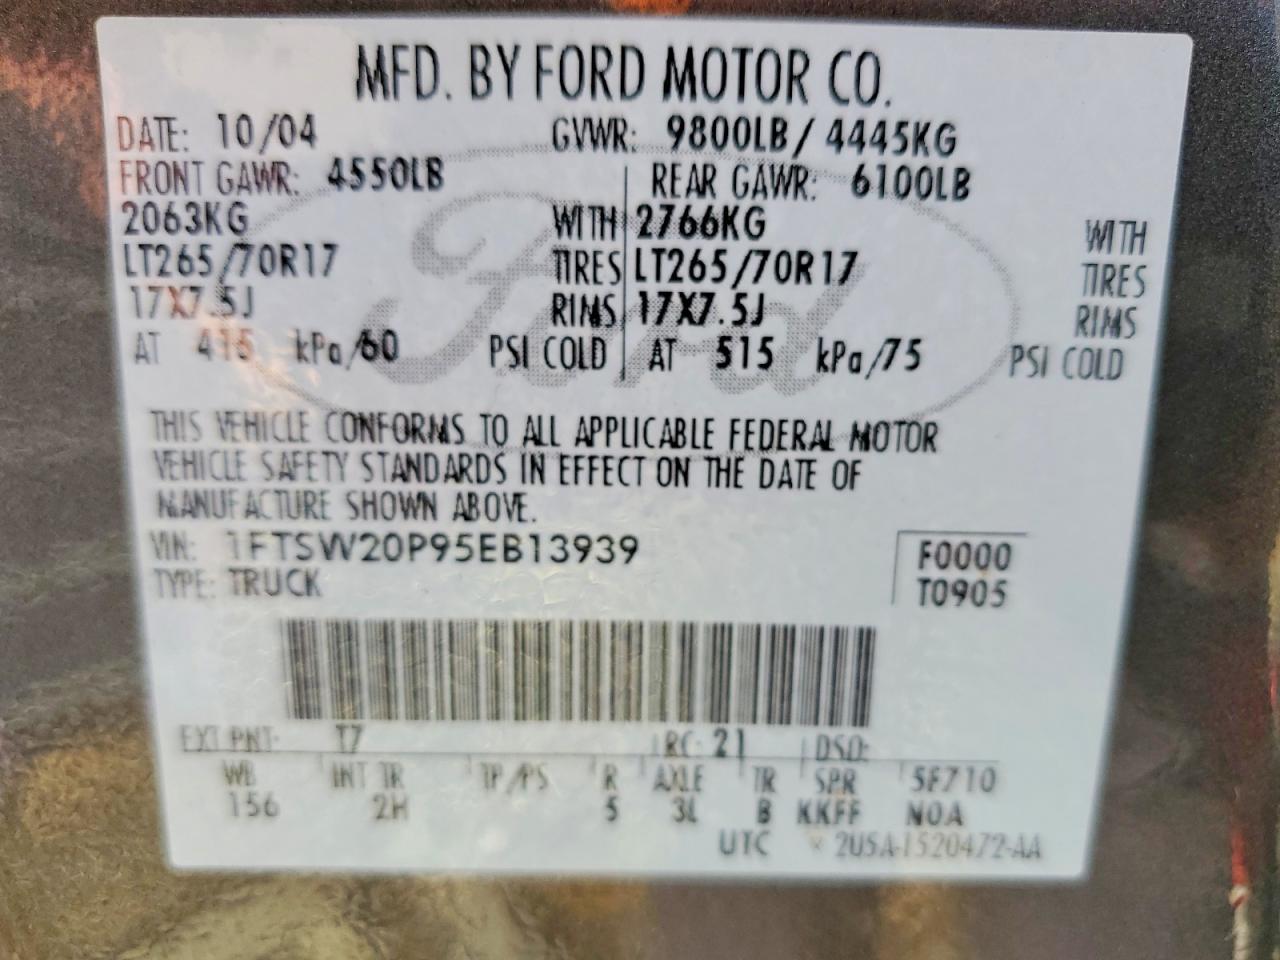 MFD. BY FORD MOTOR CO.
DATE: 10/04 GVWR: 9800LB/ 4445KG
FRONT GAWR: 4550LB REAR GAWR: 6100LB
2063KG WITH 2766KG WITH
LT265/70R17 TIRES LT265/70R17 TIRES
17X7.5J RIMS 17X7.5J RIMS
AT 415 kPa/60 PSI COLD AT 515 kPa/75 PSI COLD
Ford
THIS VEHICLE CONFORMS TO ALL APPLICABLE FEDERAL MOTOR
VEHICLE SAFETY STANDARDS IN EFFECT ON THE DATE OF
MANUFACTURE SHOWN ABOVE.
VIN: 1FTSW20P95EB13939 F0000
TYPE: TRUCK T0905
EXT PNT: T7 RC: 21 DSO:
WB INT TR TP/PS R AXLE TR SPR 5F710
156 2H 5 3L B KKFF NOA
UTC 2U5A-1520472-AA